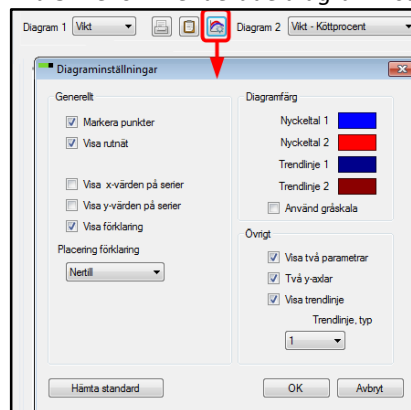 Diagram 1 Vikt Diagram 2 Vikt - Köttprocent
Diaграminställningar
Generellt
Markera punkter
Visa rutnät
Visa x-värden på serier
Visa y-värden på serier
Visa förklaring
Placering förklaring
Nertill
Diagramfärg
Nyckeltal 1
Nyckeltal 2
Trendlinje 1
Trendlinje 2
Använd gråskala
Övrigt
Visa två parametrar
Två y-axlar
Visa trendlinje
Trendlinje, typ
1
Hämta standard OK Avbryt